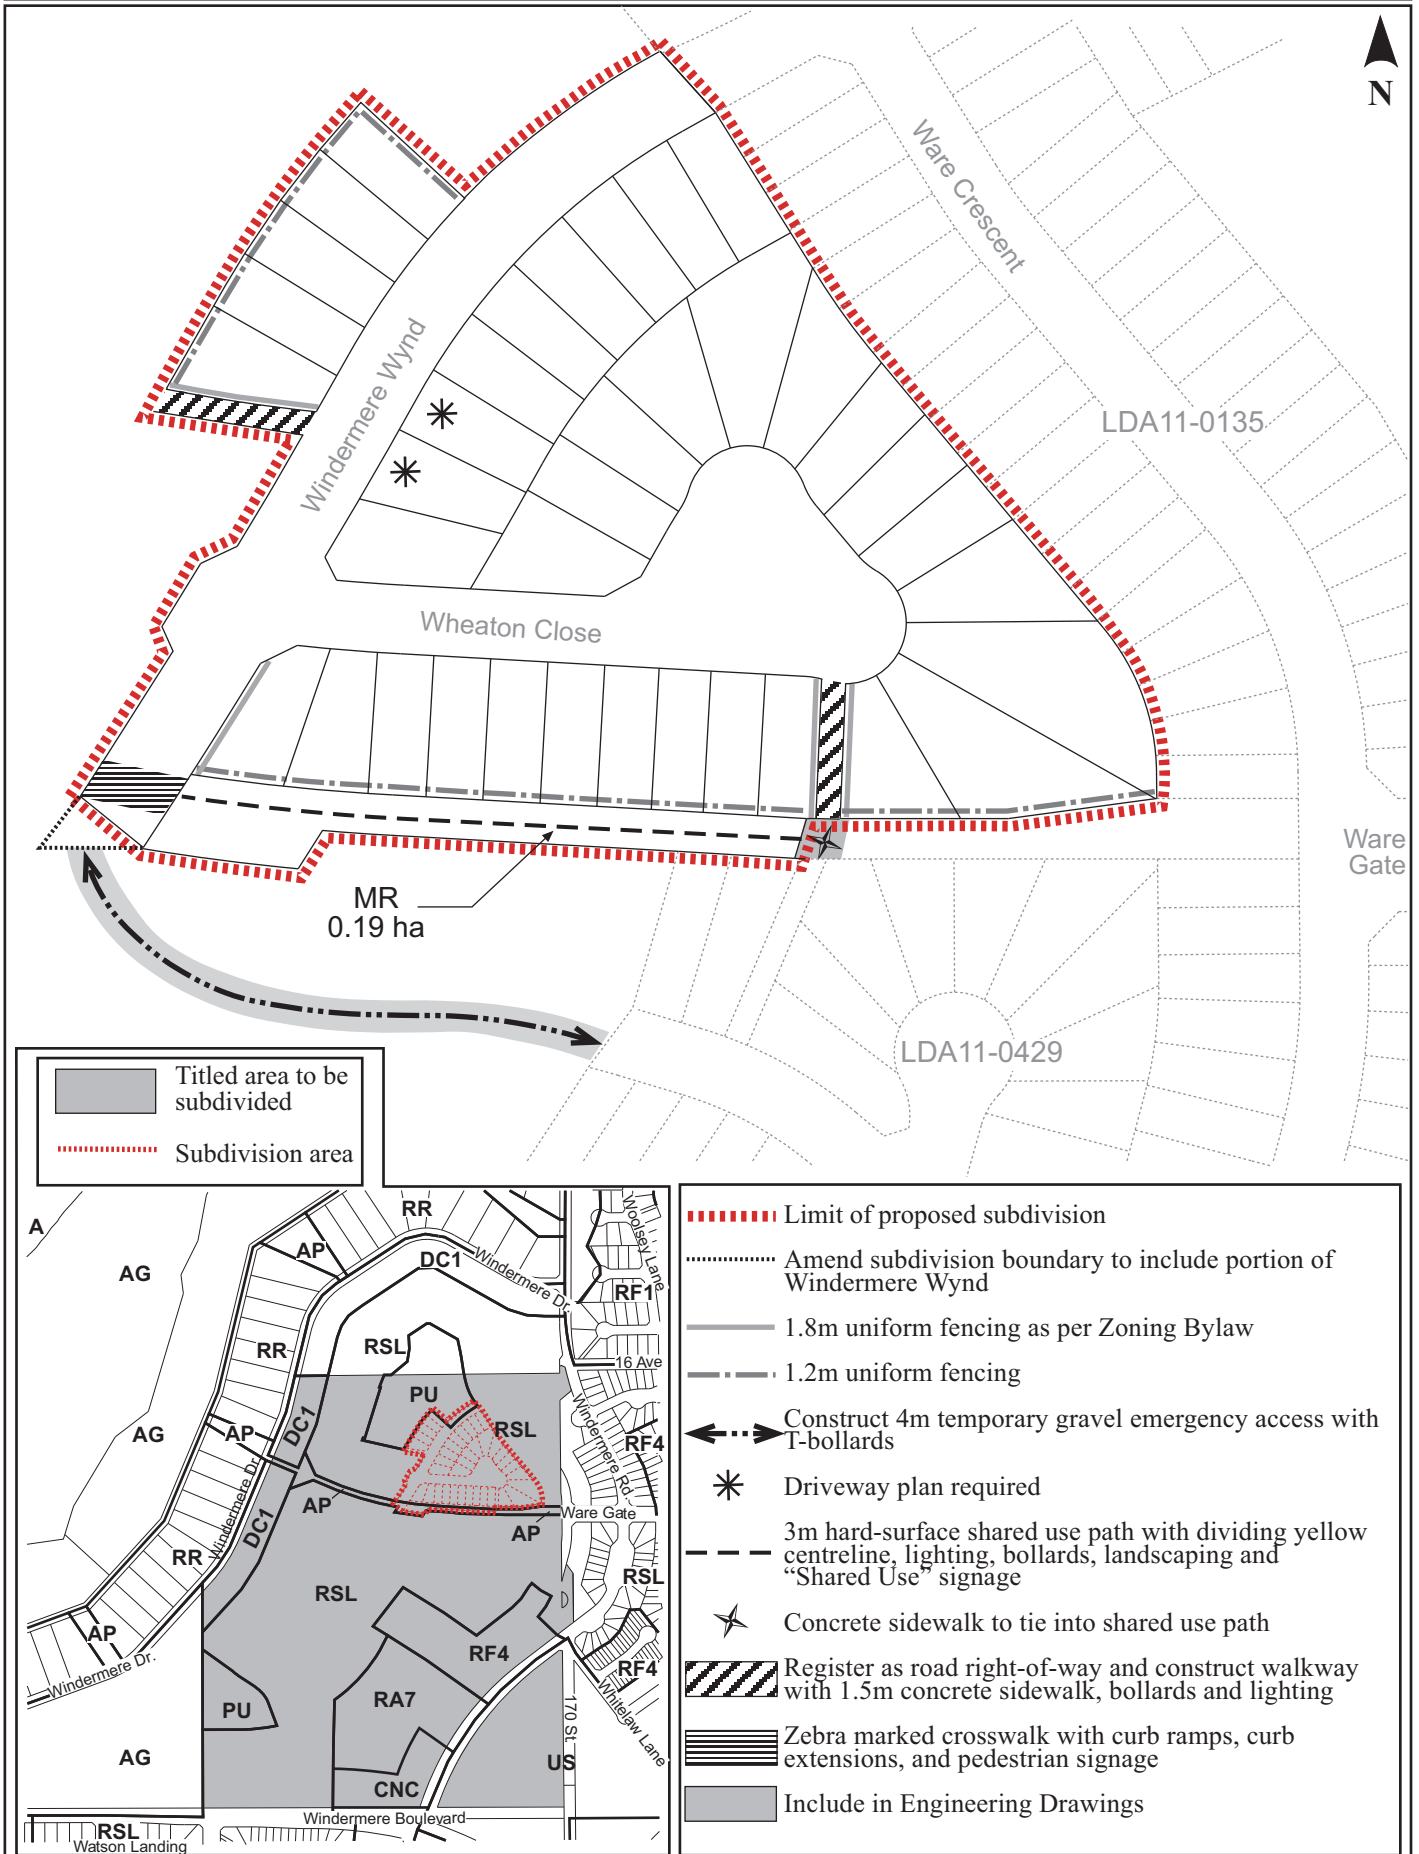 N
Ware Crescent
Windermere Wynd
LDA11-0135
Wheaton Close
Ware
Gate
MR
0.19 ha
LDA11-0429
Titled area to be
subdivided
Subdivision area
A
AG
RR
AP
DC1
Windermere Dr.
Woolsey Lane
RF1
RSL
RR
16 Ave
PU
AG
AP
DC1
RSL
Windermere Rd.
RF4
Windermere Dr.
DC1
AP
AP
Ware Gate
RR
RSL
RSL
AP
RF4
RF4
Windermere Dr.
PU
RA7
170 St.
Whitelaw Lane
AG
US
CNC
Windermere Boulevard
RSL
Watson Landing
Limit of proposed subdivision
Amend subdivision boundary to include portion of
Windermere Wynd
1.8m uniform fencing as per Zoning Bylaw
1.2m uniform fencing
Construct 4m temporary gravel emergency access with
T-bollards
Driveway plan required
3m hard-surface shared use path with dividing yellow
centreline, lighting, bollards, landscaping and
“Shared Use” signage
Concrete sidewalk to tie into shared use path
Register as road right-of-way and construct walkway
with 1.5m concrete sidewalk, bollards and lighting
Zebra marked crosswalk with curb ramps, curb
extensions, and pedestrian signage
Include in Engineering Drawings